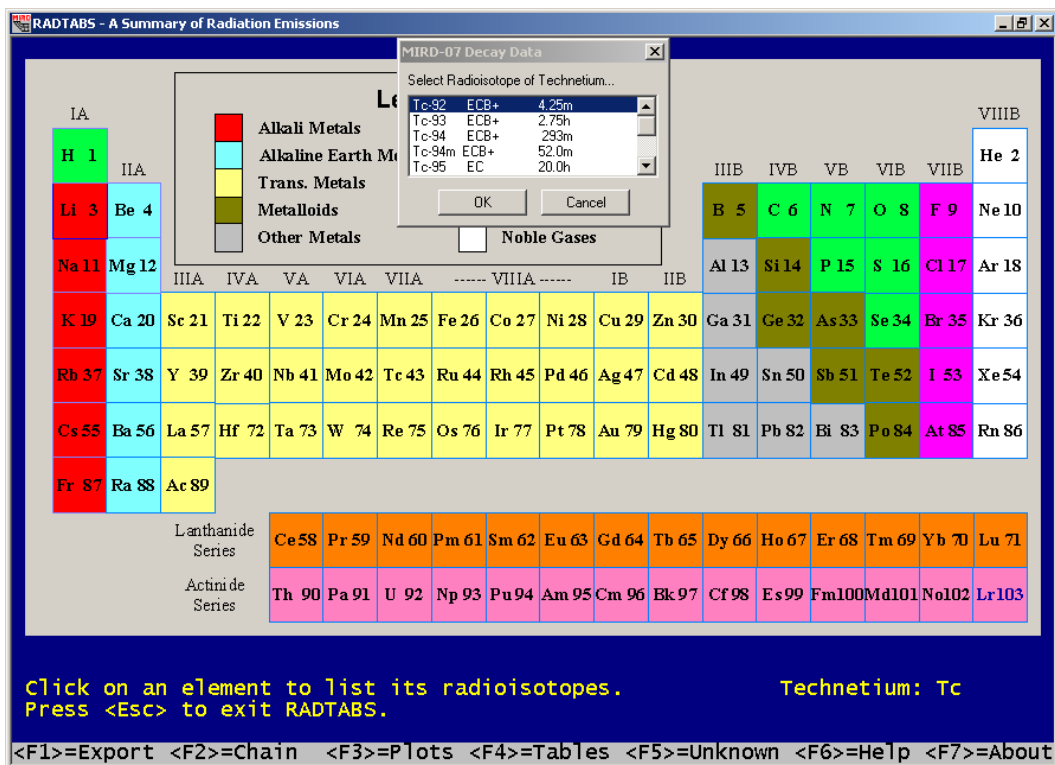 RADTABS - A Summary of Radiation Emissions
MIRD-07 Decay Data
Select Radioisotope of Technetium...
Tc-92 ECB+ 4.25m
Tc-93 ECB+ 2.75h
Tc-94 ECB+ 293m
Tc-94m ECB+ 52.0m
Tc-95 EC 20.0h
OK Cancel
Le
Alkali Metals
Alkaline Earth Me
Trans. Metals
Metalloids
Other Metals Noble Gases
IA VIIIB
H 1 IIA IIIB IVB VB VIB VIIB He 2
Li 3 Be 4 B 5 C 6 N 7 O 8 F 9 Ne 10
Na 11 Mg 12 IIIA IVA VA VIA VIIA ------ VIIIA ------ IB IIB Al 13 Si 14 P 15 S 16 Cl 17 Ar 18
K 19 Ca 20 Sc 21 Ti 22 V 23 Cr 24 Mn 25 Fe 26 Co 27 Ni 28 Cu 29 Zn 30 Ga 31 Ge 32 As 33 Se 34 Br 35 Kr 36
Rb 37 Sr 38 Y 39 Zr 40 Nb 41 Mo 42 Tc 43 Ru 44 Rh 45 Pd 46 Ag 47 Cd 48 In 49 Sn 50 Sb 51 Te 52 I 53 Xe 54
Cs 55 Ba 56 La 57 Hf 72 Ta 73 W 74 Re 75 Os 76 Ir 77 Pt 78 Au 79 Hg 80 Tl 81 Pb 82 Bi 83 Po 84 At 85 Rn 86
Fr 87 Ra 88 Ac 89
Lanthanide Series
Ce 58 Pr 59 Nd 60 Pm 61 Sm 62 Eu 63 Gd 64 Tb 65 Dy 66 Ho 67 Er 68 Tm 69 Yb 70 Lu 71
Actinide Series
Th 90 Pa 91 U 92 Np 93 Pu 94 Am 95 Cm 96 Bk 97 Cf 98 Es 99 Fm100 Md101 No102 Lr103
Click on an element to list its radioisotopes. Technetium: Tc
Press <Esc> to exit RADTABS.
<F1>=Export <F2>=Chain <F3>=Plots <F4>=Tables <F5>=Unknown <F6>=Help <F7>=About